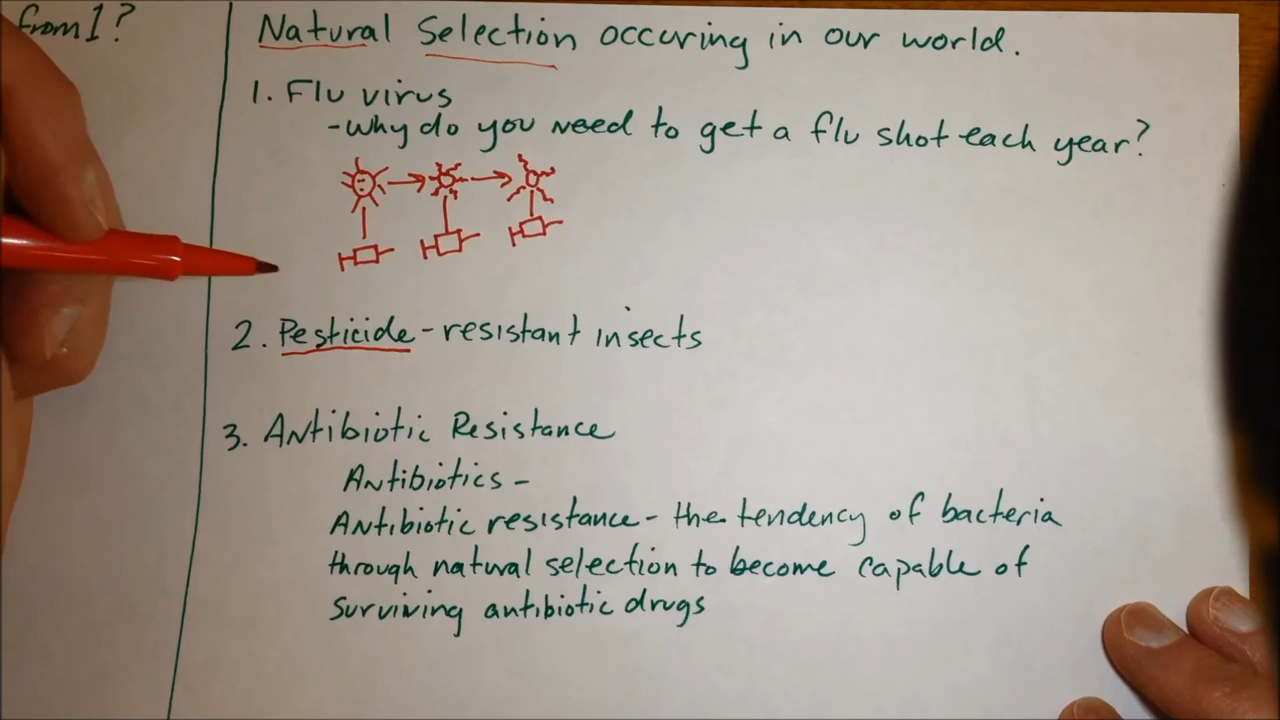 from 1?
Natural Selection occuring in our world.
1. Flu virus
- Why do you need to get a flu shot each year?
2. Pesticide - resistant insects
3. Antibiotic Resistance
Antibiotics -
Antibiotic resistance - the tendency of bacteria
through natural selection to become capable of
surviving antibiotic drugs